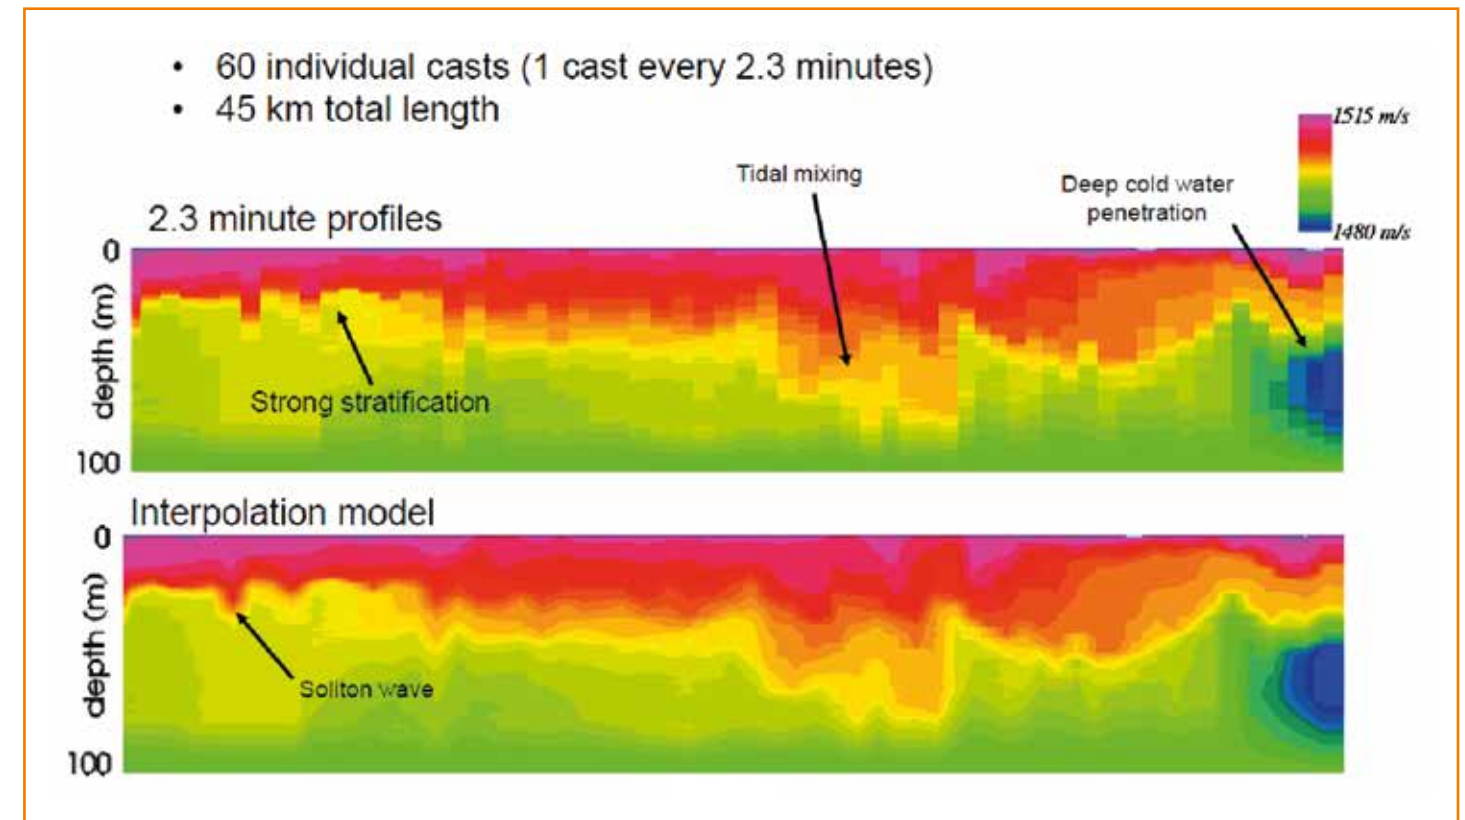 • 60 individual casts (1 cast every 2.3 minutes)
• 45 km total length
1515 m/s
Tidal mixing
Deep cold water
penetration
2.3 minute profiles
1480 m/s
0
depth (m)
Strong stratification
100
Interpolation model
0
depth (m)
Soliton wave
100